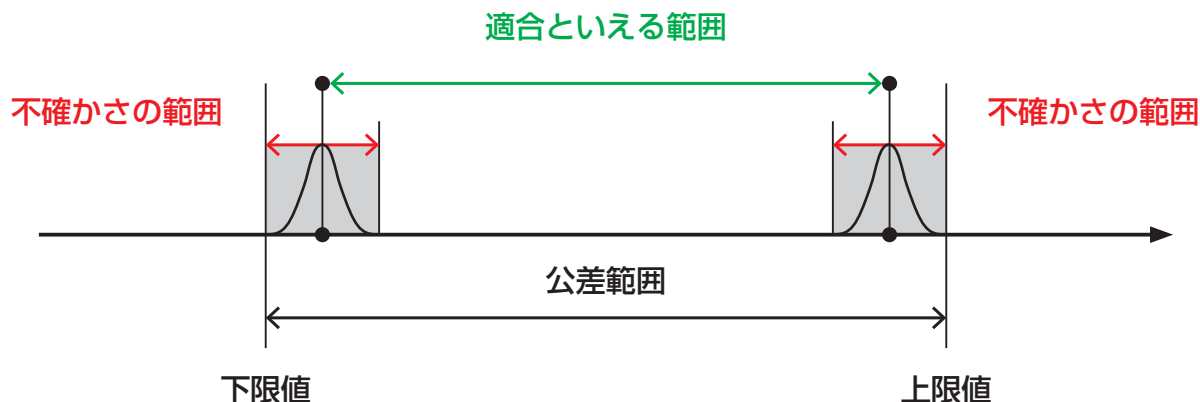 適合といえる範囲
不確かさの範囲
不確かさの範囲
公差範囲
下限値
上限値